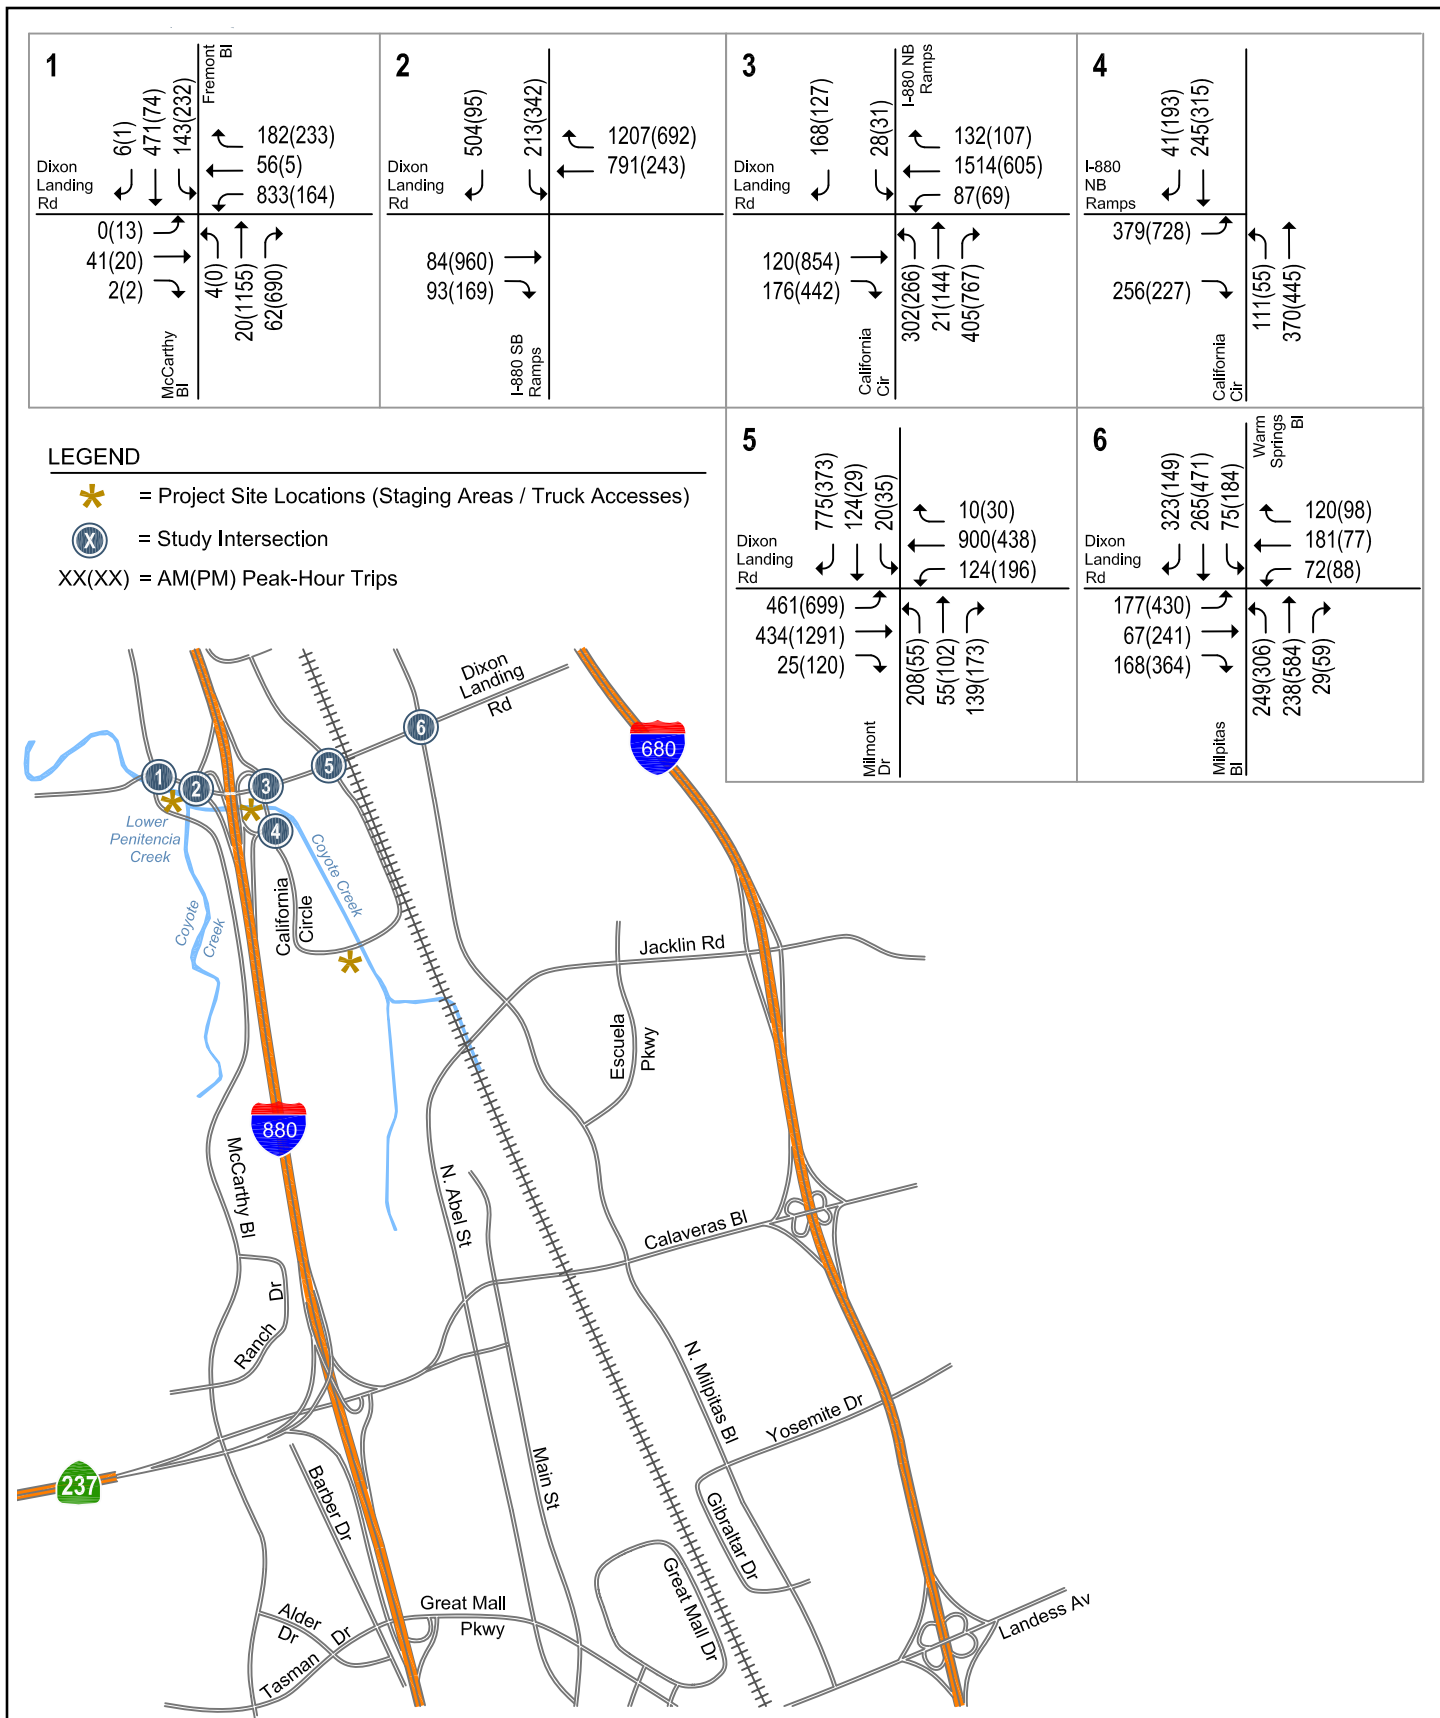 1
Fremont
Bl
6(1)
471(74)
143(232)
182(233)
56(5)
833(164)
Dixon
Landing
Rd
0(13)
41(20)
2(2)
4(0)
20(1155)
62(690)
McCarthy
Bl
2
504(95)
213(342)
1207(692)
791(243)
Dixon
Landing
Rd
84(960)
93(169)
I-880 SB
Ramps
3
I-880 NB
Ramps
168(127)
28(31)
132(107)
1514(605)
87(69)
Dixon
Landing
Rd
120(854)
176(442)
302(266)
21(144)
405(767)
California
Cir
4
41(193)
245(315)
I-880
NB
Ramps
379(728)
256(227)
111(55)
370(445)
California
Cir
5
775(373)
124(29)
20(35)
10(30)
900(438)
124(196)
Dixon
Landing
Rd
461(699)
434(1291)
25(120)
208(55)
55(102)
139(173)
Milmont
Dr
6
Warm
Springs
Bl
323(149)
265(471)
75(184)
120(98)
181(77)
72(88)
Dixon
Landing
Rd
177(430)
67(241)
168(364)
249(306)
238(584)
29(59)
Milpitas
Bl
LEGEND
= Project Site Locations (Staging Areas / Truck Accesses)
X = Study Intersection
XX(XX) = AM(PM) Peak-Hour Trips
Dixon
Landing
Rd
6
680
5
1
2
3
4
Lower
Penitencia
Creek
Coyote Creek
Coyote
Creek
California
Circle
Jacklin Rd
Escuela
Pkwy
880
McCarthy Bl
N. Abel St
Calaveras Bl
Ranch
Dr
N. Milpitas Bl
Yosemite Dr
237
Barber Dr
Main St
Gibraltar Dr
Great Mall Dr
Great Mall
Pkwy
Alder
Dr
Tasman
Dr
Landess Av